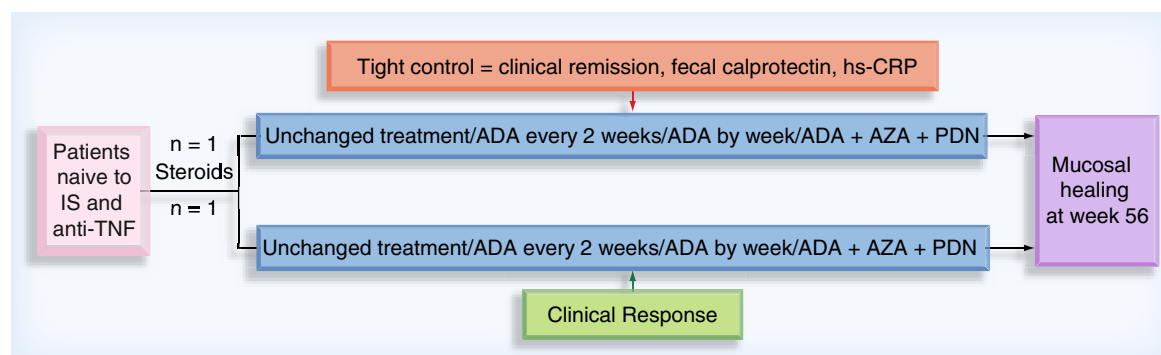 Tight control = clinical remission, fecal calprotectin, hs-CRP
Patients
naive to
IS and
anti-TNF
n = 1
Steroids
n = 1
Unchanged treatment/ADA every 2 weeks/ADA by week/ADA + AZA + PDN
Unchanged treatment/ADA every 2 weeks/ADA by week/ADA + AZA + PDN
Mucosal
healing
at week 56
Clinical Response